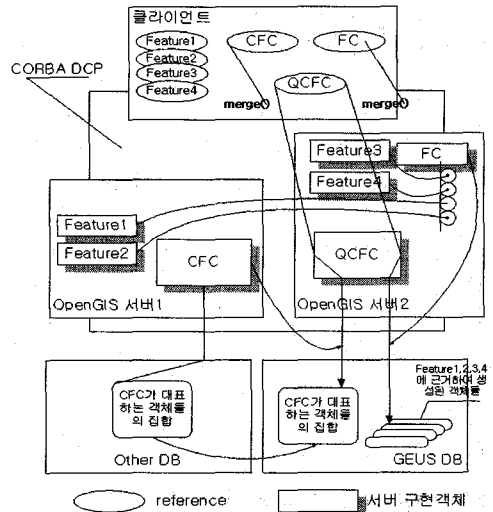 클라이언트
Feature1
Feature2
Feature3
Feature4
CFC
FC
QCFC
merge()
merge()
CORBA DCP
Feature1
Feature2
CFC
OpenGIS 서버1
Feature3
Feature4
FC
QCFC
OpenGIS 서버2
CFC가 대표
하는 객체들
의 집합
Other DB
CFC가 대표
하는 객체들
의 집합
Feature1,2,3,4
에 근거하여 생
성된 객체들
GEUS DB
reference
서버 구현객체